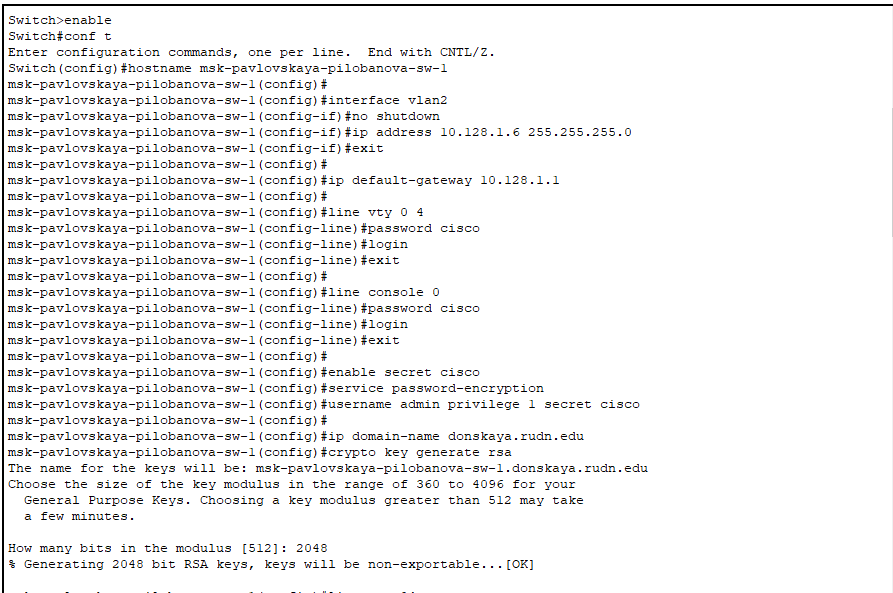 Switch>enable
Switch#conf t
Enter configuration commands, one per line.  End with CNTL/Z.
Switch(config)#hostname msk-pavlovskaya-pilobanova-sw-1
msk-pavlovskaya-pilobanova-sw-1(config)#
msk-pavlovskaya-pilobanova-sw-1(config)#interface vlan2
msk-pavlovskaya-pilobanova-sw-1(config-if)#no shutdown
msk-pavlovskaya-pilobanova-sw-1(config-if)#ip address 10.128.1.6 255.255.255.0
msk-pavlovskaya-pilobanova-sw-1(config-if)#exit
msk-pavlovskaya-pilobanova-sw-1(config)#
msk-pavlovskaya-pilobanova-sw-1(config)#ip default-gateway 10.128.1.1
msk-pavlovskaya-pilobanova-sw-1(config)#
msk-pavlovskaya-pilobanova-sw-1(config)#line vty 0 4
msk-pavlovskaya-pilobanova-sw-1(config-line)#password cisco
msk-pavlovskaya-pilobanova-sw-1(config-line)#login
msk-pavlovskaya-pilobanova-sw-1(config-line)#exit
msk-pavlovskaya-pilobanova-sw-1(config)#
msk-pavlovskaya-pilobanova-sw-1(config)#line console 0
msk-pavlovskaya-pilobanova-sw-1(config-line)#password cisco
msk-pavlovskaya-pilobanova-sw-1(config-line)#login
msk-pavlovskaya-pilobanova-sw-1(config-line)#exit
msk-pavlovskaya-pilobanova-sw-1(config)#
msk-pavlovskaya-pilobanova-sw-1(config)#enable secret cisco
msk-pavlovskaya-pilobanova-sw-1(config)#service password-encryption
msk-pavlovskaya-pilobanova-sw-1(config)#username admin privilege 1 secret cisco
msk-pavlovskaya-pilobanova-sw-1(config)#
msk-pavlovskaya-pilobanova-sw-1(config)#ip domain-name donskaya.rudn.edu
msk-pavlovskaya-pilobanova-sw-1(config)#crypto key generate rsa
The name for the keys will be: msk-pavlovskaya-pilobanova-sw-1.donskaya.rudn.edu
Choose the size of the key modulus in the range of 360 to 4096 for your
  General Purpose Keys. Choosing a key modulus greater than 512 may take
  a few minutes.
How many bits in the modulus [512]: 2048
% Generating 2048 bit RSA keys, keys will be non-exportable...[OK]